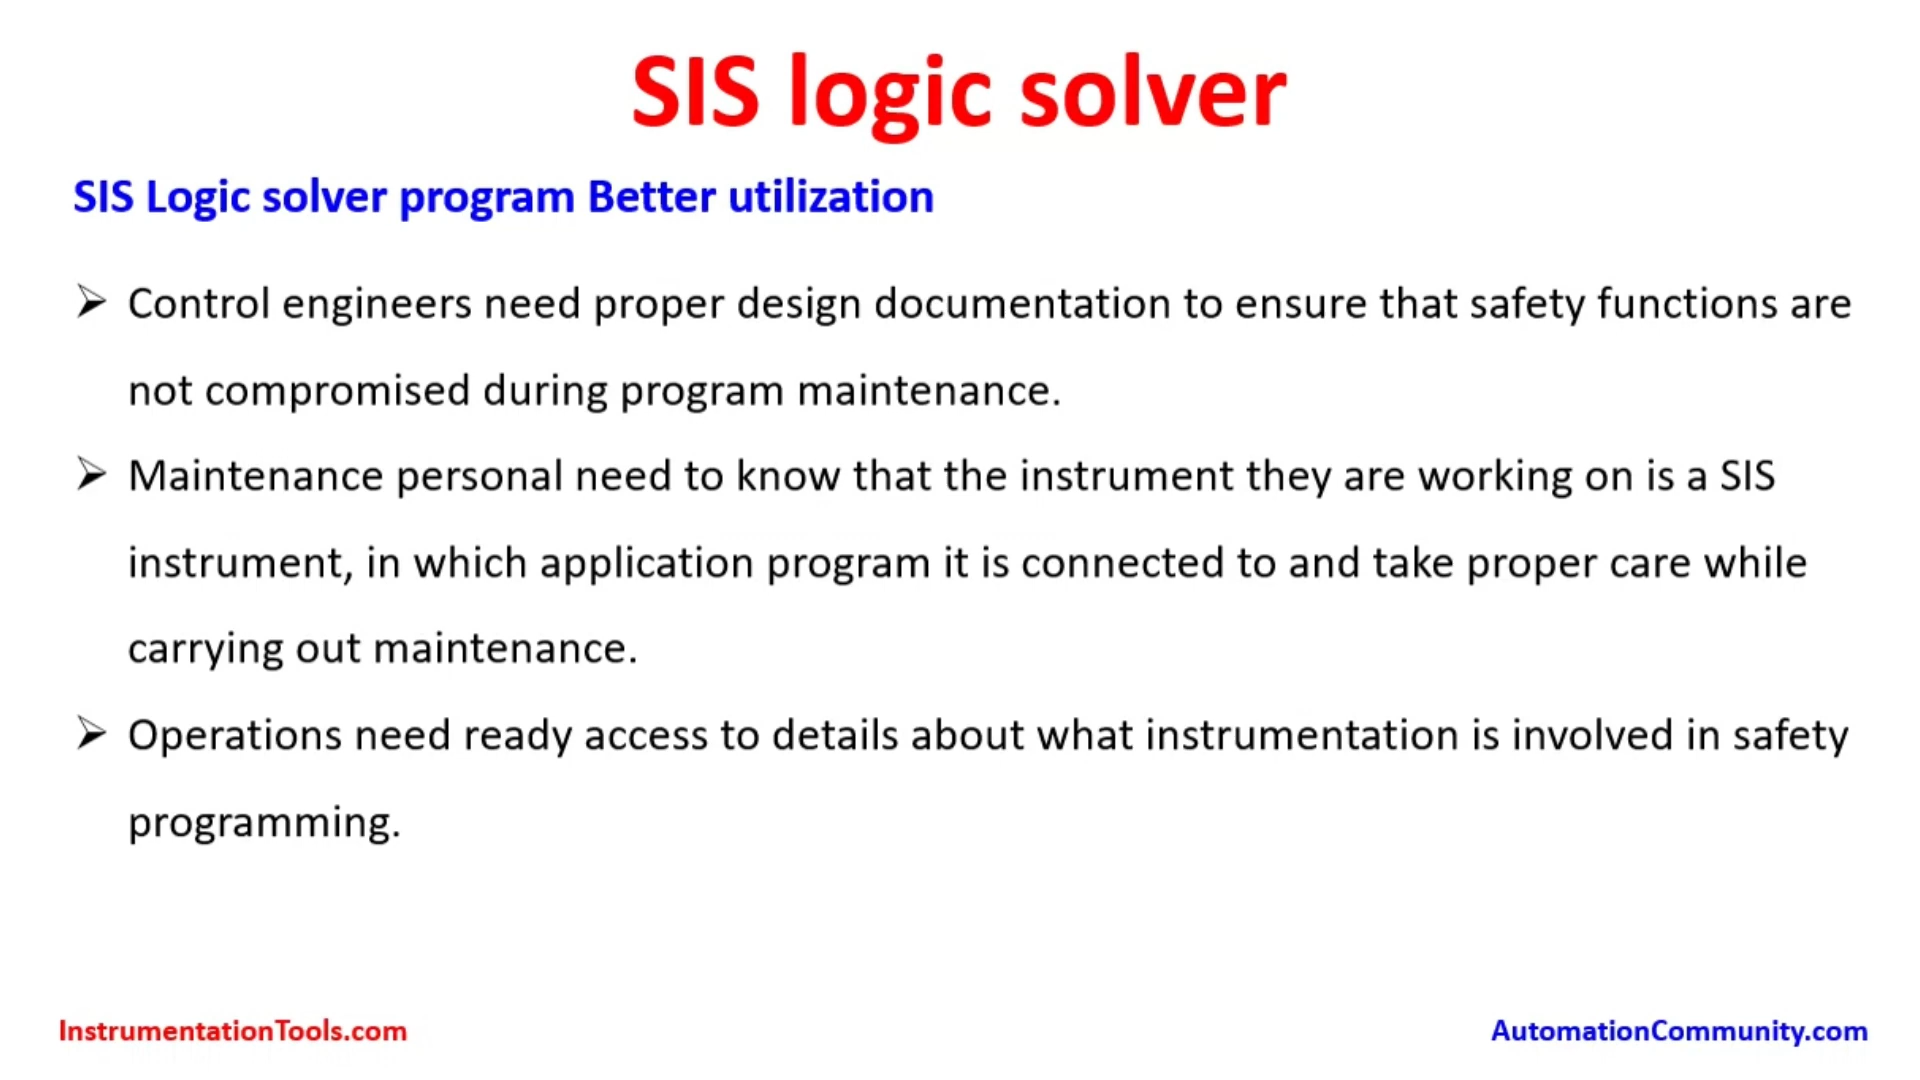 SIS logic solver
SIS Logic solver program Better utilization
➢ Control engineers need proper design documentation to ensure that safety functions are
not compromised during program maintenance.
➢ Maintenance personal need to know that the instrument they are working on is a SIS
instrument, in which application program it is connected to and take proper care while
carrying out maintenance.
➢ Operations need ready access to details about what instrumentation is involved in safety
programming.
InstrumentationTools.com
AutomationCommunity.com